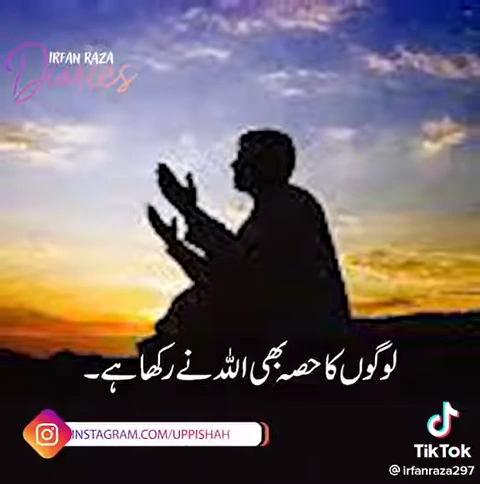 IRFAN RAZA
Diaries
لوگوں کا حصہ بھی اللہ نے رکھا ہے۔
INSTAGRAM.COM/UPPISHAH
TikTok
@irfanraza297